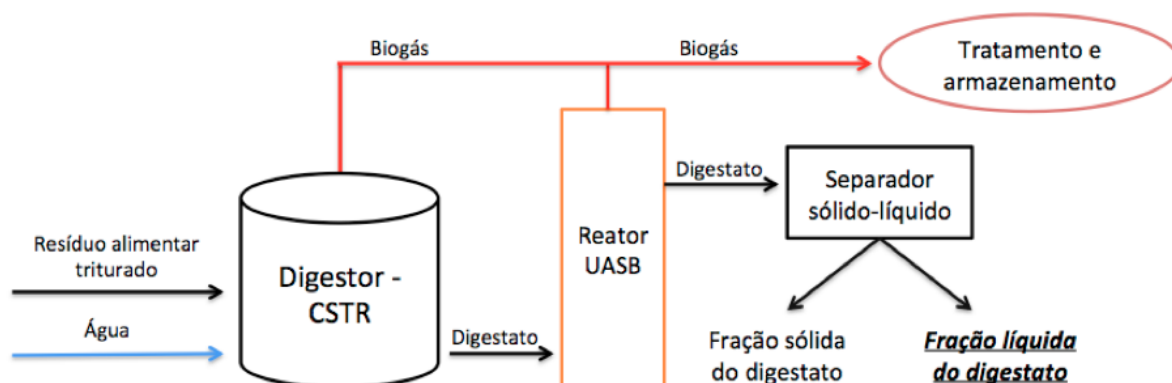 Biogás
Biogás
Tratamento e
armazenamento
Digestato
Separador
sólido-líquido
Resíduo alimentar
triturado
Água
Digestor -
CSTR
Digestato
Reator
UASB
Fração sólida
do digestato
Fração líquida
do digestato